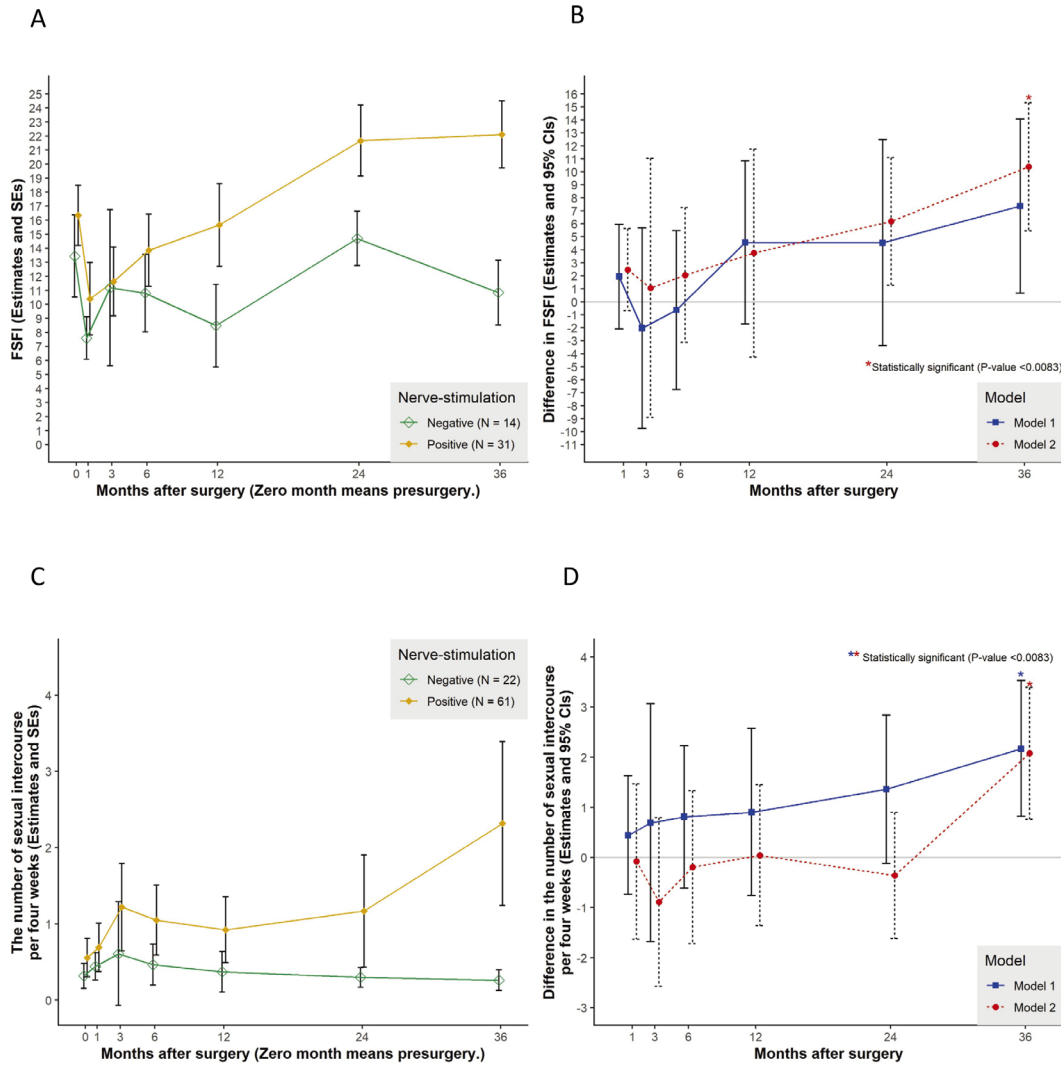 A
FSFI (Estimates and SEs)
25
24
23
22
21
20
19
18
17
16
15
14
13
12
11
10
9
8
7
6
5
4
3
2
1
0
Nerve-stimulation
Negative (N = 14)
Positive (N = 31)
0 1 3 6 12 24 36
Months after surgery (Zero month means presurgery.)
B
Difference in FSFI (Estimates and 95% CIs)
16
15
14
13
12
11
10
9
8
7
6
5
4
3
2
1
0
-1
-2
-3
-4
-5
-6
-7
-8
-9
-10
-11
*
*Statistically significant (P-value <0.0083)
Model
Model 1
Model 2
1 3 6 12 24 36
Months after surgery
C
The number of sexual intercourse
per four weeks (Estimates and SEs)
4
3
2
1
0
Nerve-stimulation
Negative (N = 22)
Positive (N = 61)
0 1 3 6 12 24 36
Months after surgery (Zero month means presurgery.)
D
Difference in the number of sexual intercourse
per four weeks (Estimates and 95% CIs)
4
3
2
1
0
-1
-2
-3
** Statistically significant (P-value <0.0083)
* *
Model
Model 1
Model 2
1 3 6 12 24 36
Months after surgery